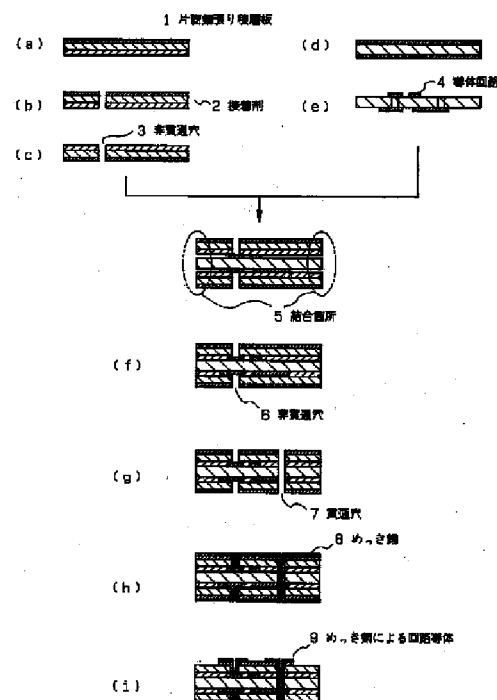 1 片面銅張り積層板
(a)
(d)
(b)
2 接着剤
4 導体回路
(e)
3 非貫通穴
(c)
5 結合箇所
(f)
6 非貫通穴
(g)
7 貫通穴
8 めっき銅
(h)
9 めっき銅による回路導体
(i)